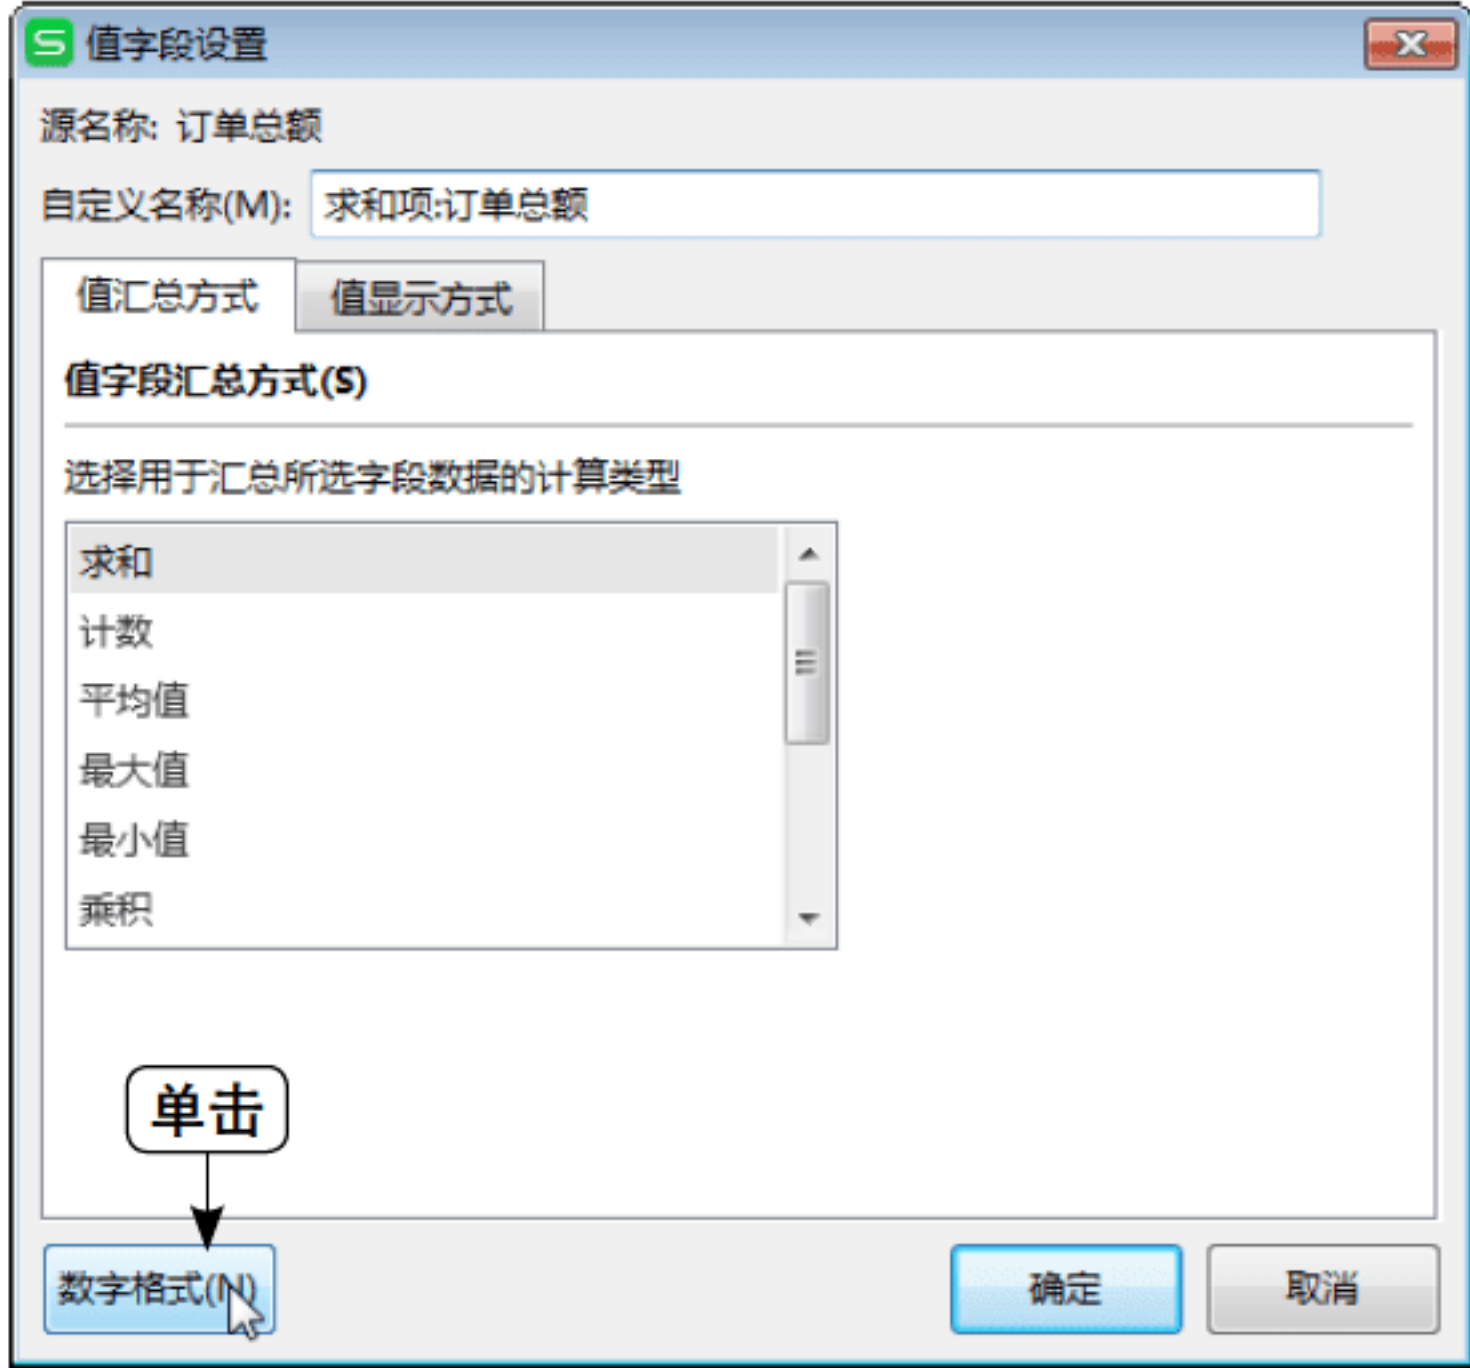 值字段设置
源名称: 订单总额
自定义名称(M): 求和项:订单总额
值汇总方式 值显示方式
值字段汇总方式(S)
选择用于汇总所选字段数据的计算类型
求和
计数
平均值
最大值
最小值
乘积
单击
数字格式(N) 确定 取消